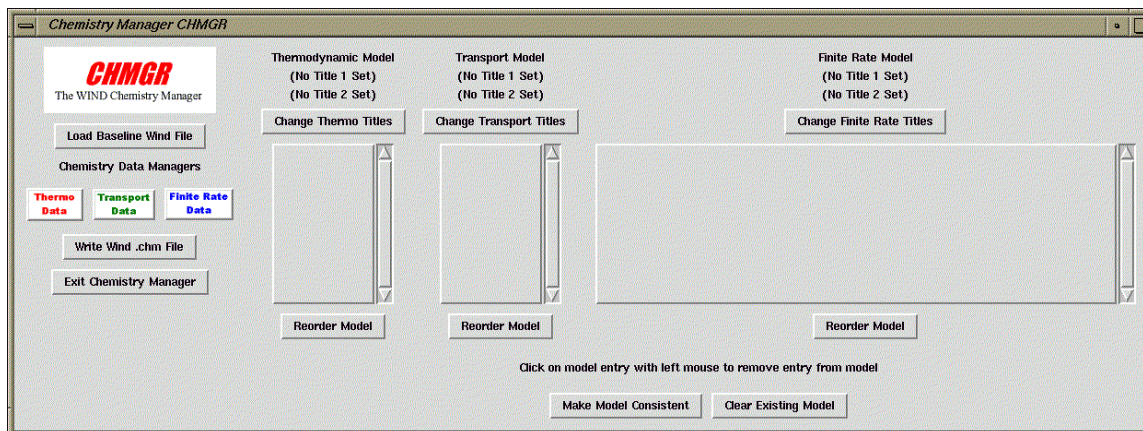 Chemistry Manager CHMGR
CHMGR
The WIND Chemistry Manager
Load Baseline Wind File
Chemistry Data Managers
Thermo
Data
Transport
Data
Finite Rate
Data
Write Wind .chm File
Exit Chemistry Manager
Thermodynamic Model
(No Title 1 Set)
(No Title 2 Set)
Change Thermo Titles
Reorder Model
Transport Model
(No Title 1 Set)
(No Title 2 Set)
Change Transport Titles
Reorder Model
Finite Rate Model
(No Title 1 Set)
(No Title 2 Set)
Change Finite Rate Titles
Reorder Model
Click on model entry with left mouse to remove entry from model
Make Model Consistent
Clear Existing Model